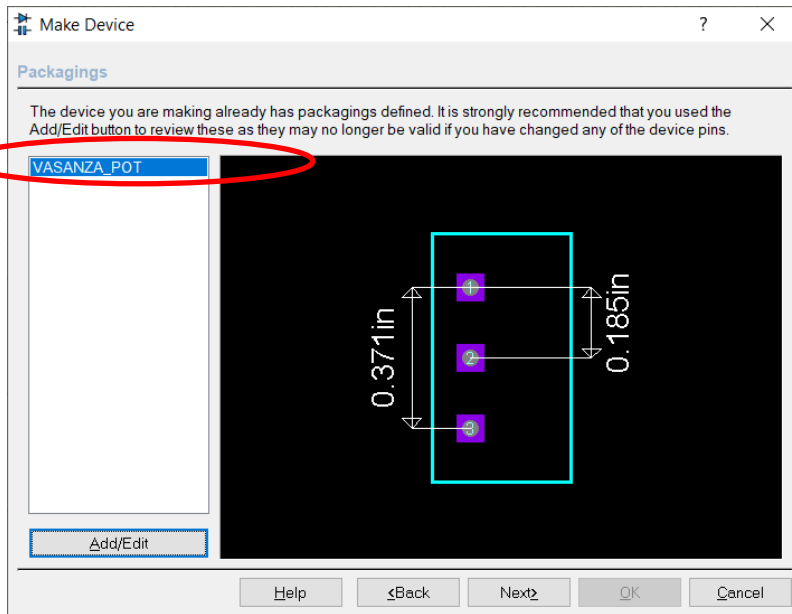 Make Device
?
Packagings
The device you are making already has packagings defined. It is strongly recommended that you used the
Add/Edit button to review these as they may no longer be valid if you have changed any of the device pins.
VASANZA_POT
1
2
3
0.371in
0.185in
Add/Edit
Help
<Back
Next>
OK
Cancel